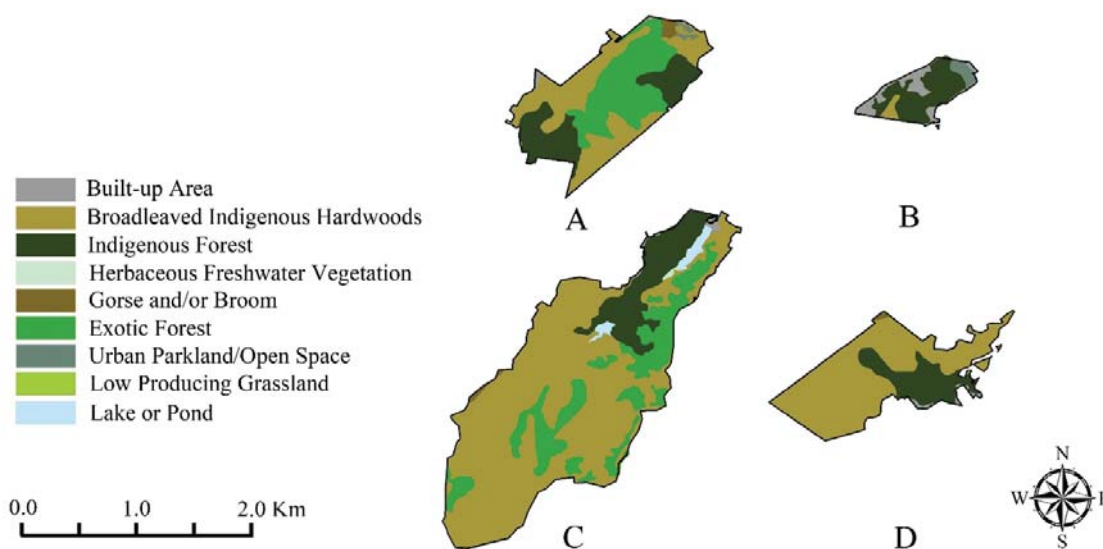 A
B
Built-up Area
Broadleaved Indigenous Hardwoods
Indigenous Forest
Herbaceous Freshwater Vegetation
Gorse and/or Broom
Exotic Forest
Urban Parkland/Open Space
Low Producing Grassland
Lake or Pond
0.0 1.0 2.0 Km
C
D
N
W E
S